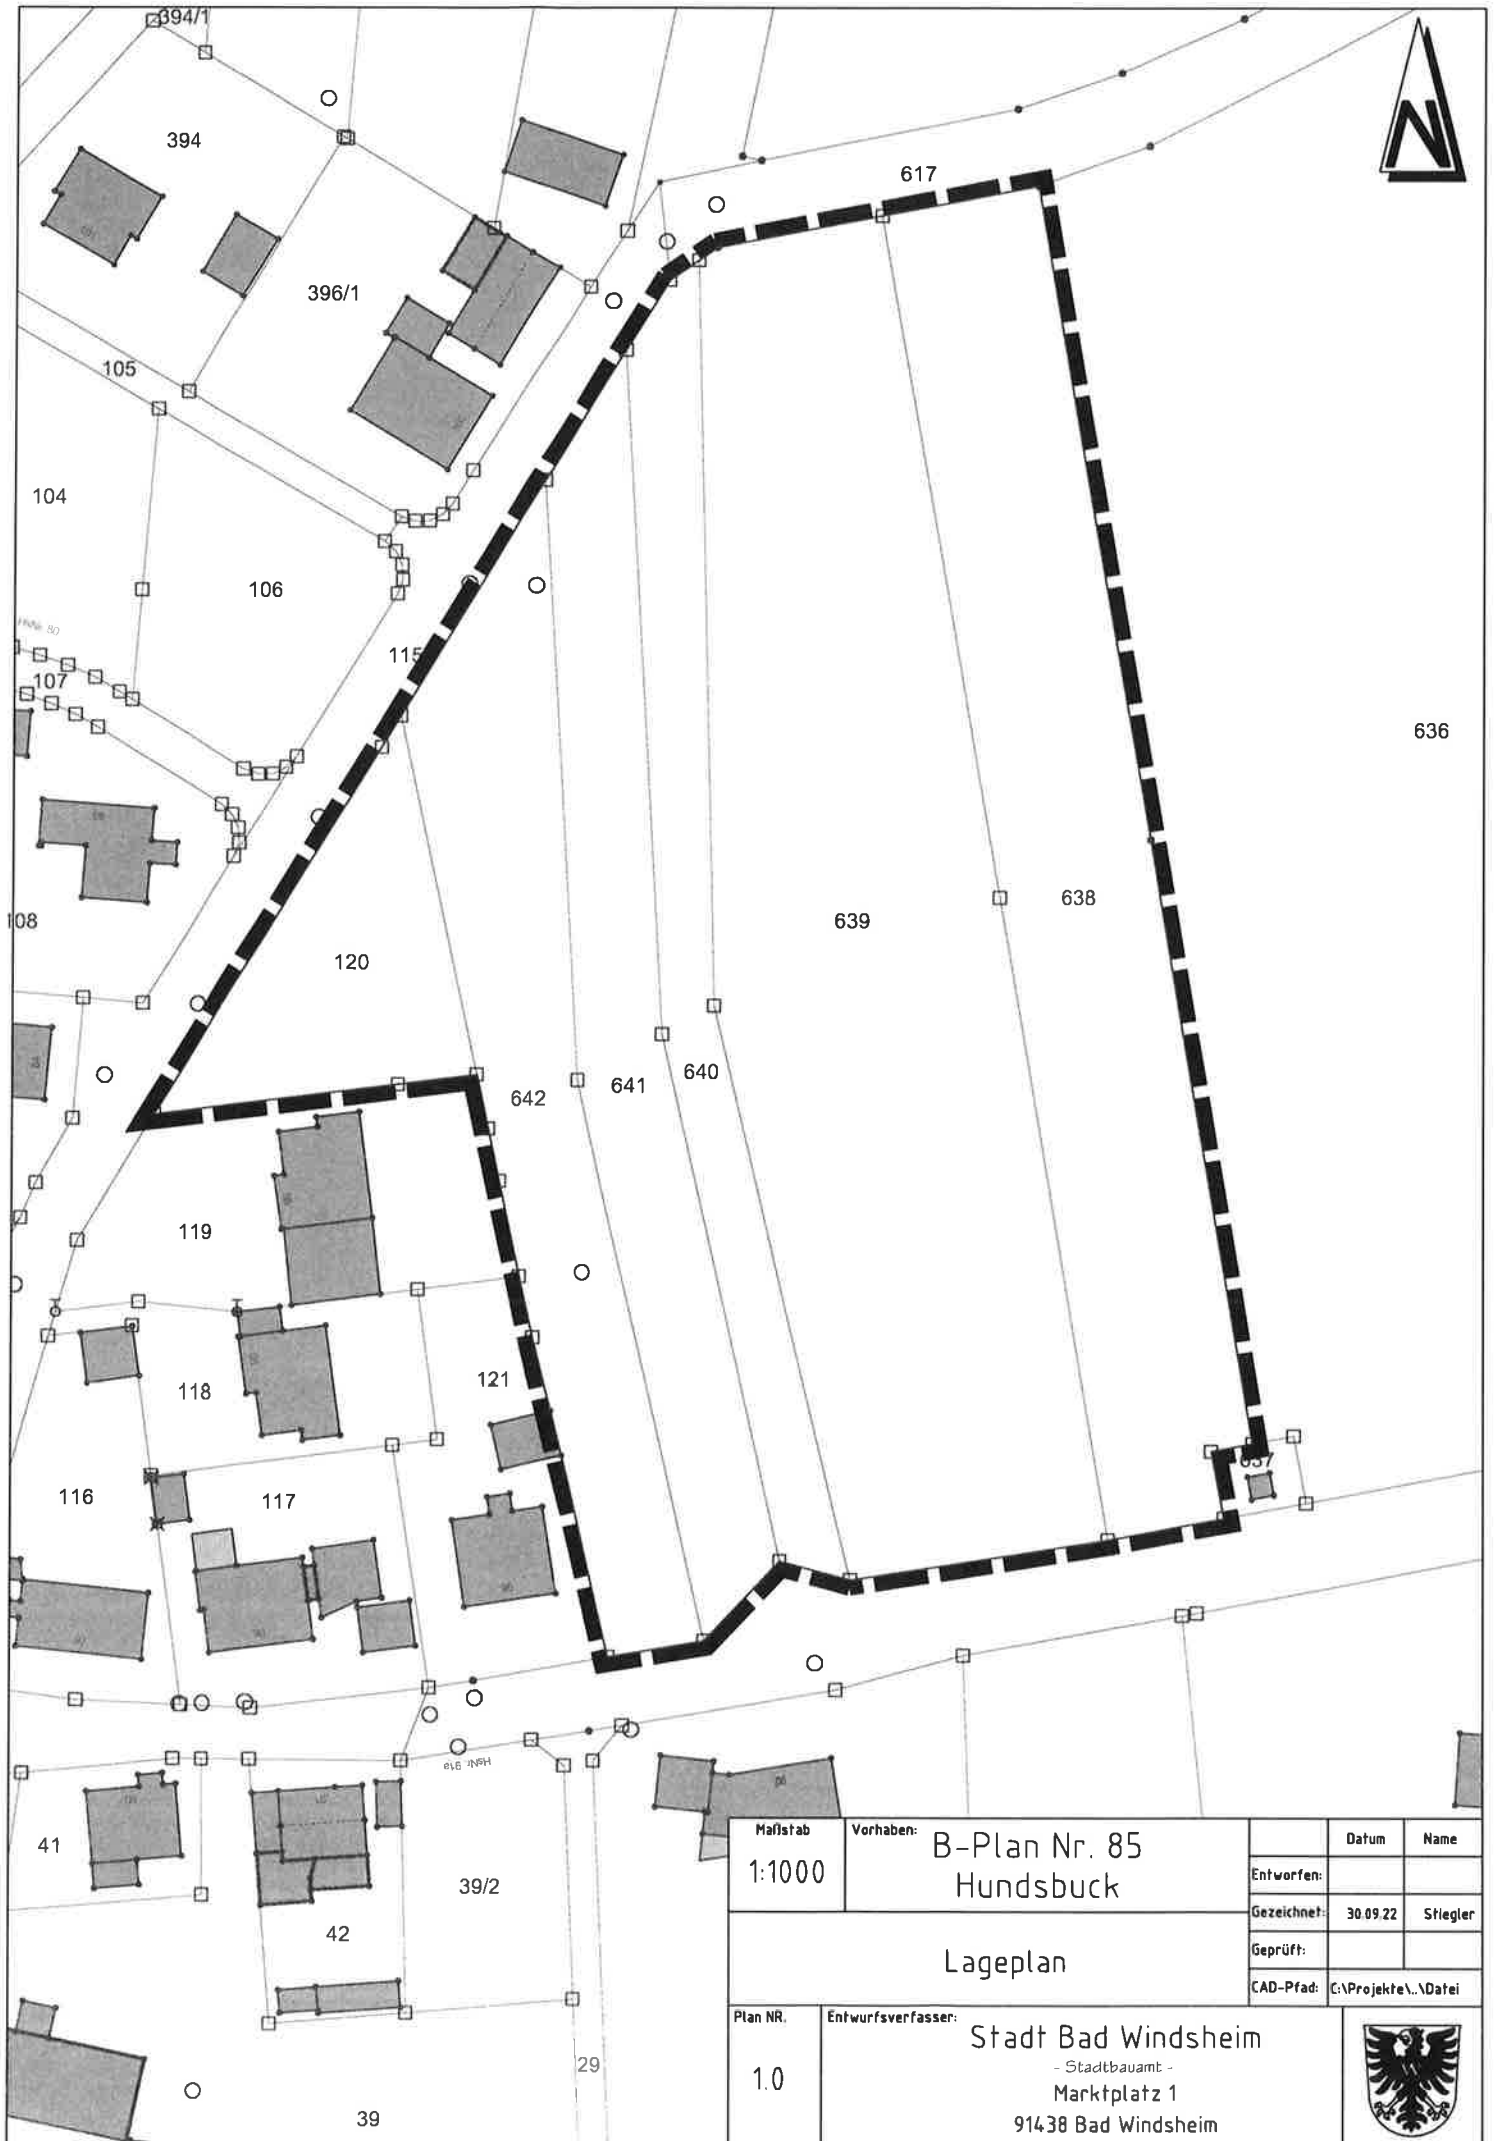 394/1
394
617
N
396/1
105
104
106
115
107
636
108
639
638
120
640
641
642
119
118
121
637
116
117
HsNr 91a
41
39/2
42
29
39
Maßstab
1:1000
Vorhaben:
B-Plan Nr. 85
Hundsbuck
Datum
Name
Entworfen:
Gezeichnet:
30.09.22
Stiegler
Geprüft:
Lageplan
CAD-Pfad:
C:\Projekte\..\Datei
Plan NR.
1.0
Entwurfsverfasser:
Stadt Bad Windsheim
- Stadtbauamt -
Marktplatz 1
91438 Bad Windsheim